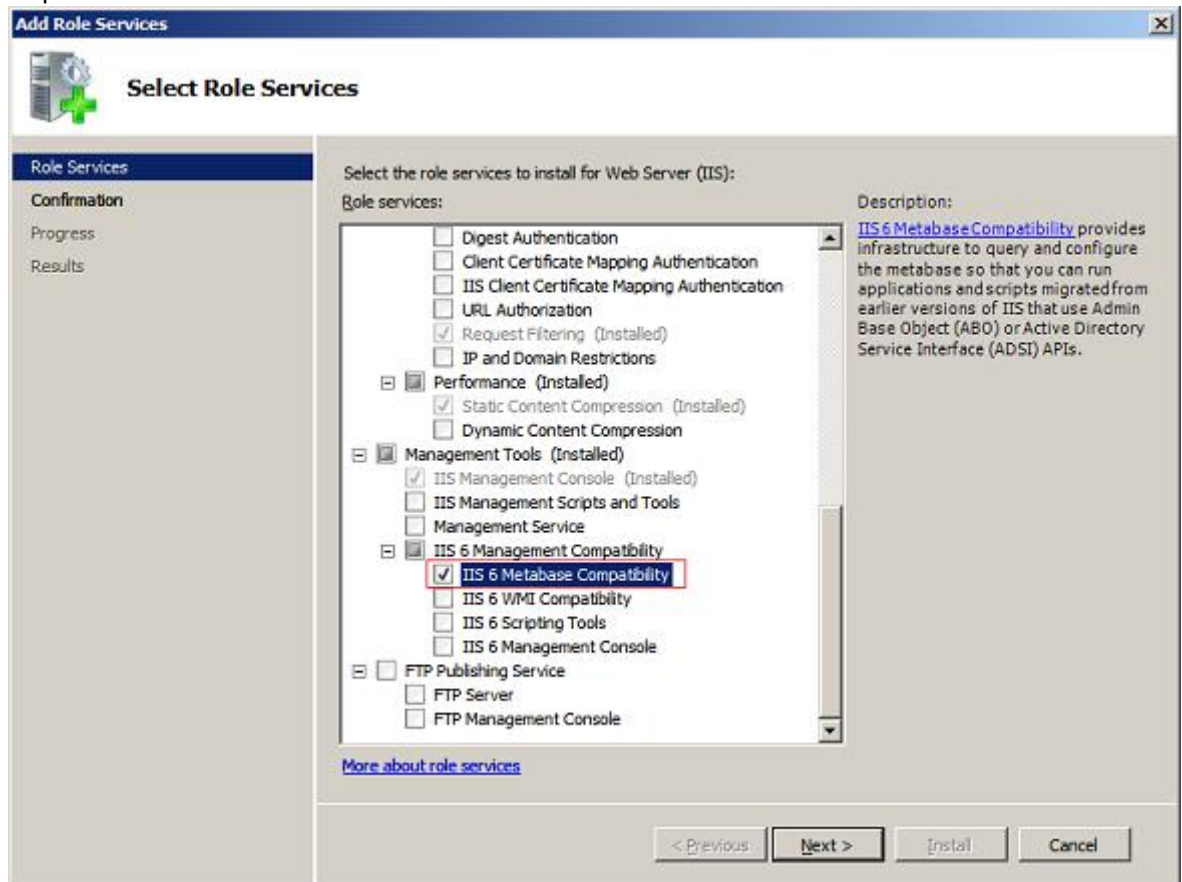 Add Role Services
Select Role Services
Role Services
Confirmation
Progress
Results
Select the role services to install for Web Server (IIS):
Role services:
Digest Authentication
Client Certificate Mapping Authentication
IIS Client Certificate Mapping Authentication
URL Authorization
Request Filtering (Installed)
IP and Domain Restrictions
Performance (Installed)
Static Content Compression (Installed)
Dynamic Content Compression
Management Tools (Installed)
IIS Management Console (Installed)
IIS Management Scripts and Tools
Management Service
IIS 6 Management Compatibility
IIS 6 Metabase Compatibility
IIS 6 WMI Compatibility
IIS 6 Scripting Tools
IIS 6 Management Console
FTP Publishing Service
FTP Server
FTP Management Console
More about role services
Description:
IIS 6 Metabase Compatibility provides
infrastructure to query and configure
the metabase so that you can run
applications and scripts migrated from
earlier versions of IIS that use Admin
Base Object (ABO) or Active Directory
Service Interface (ADSI) APIs.
< Previous
Next >
Install
Cancel